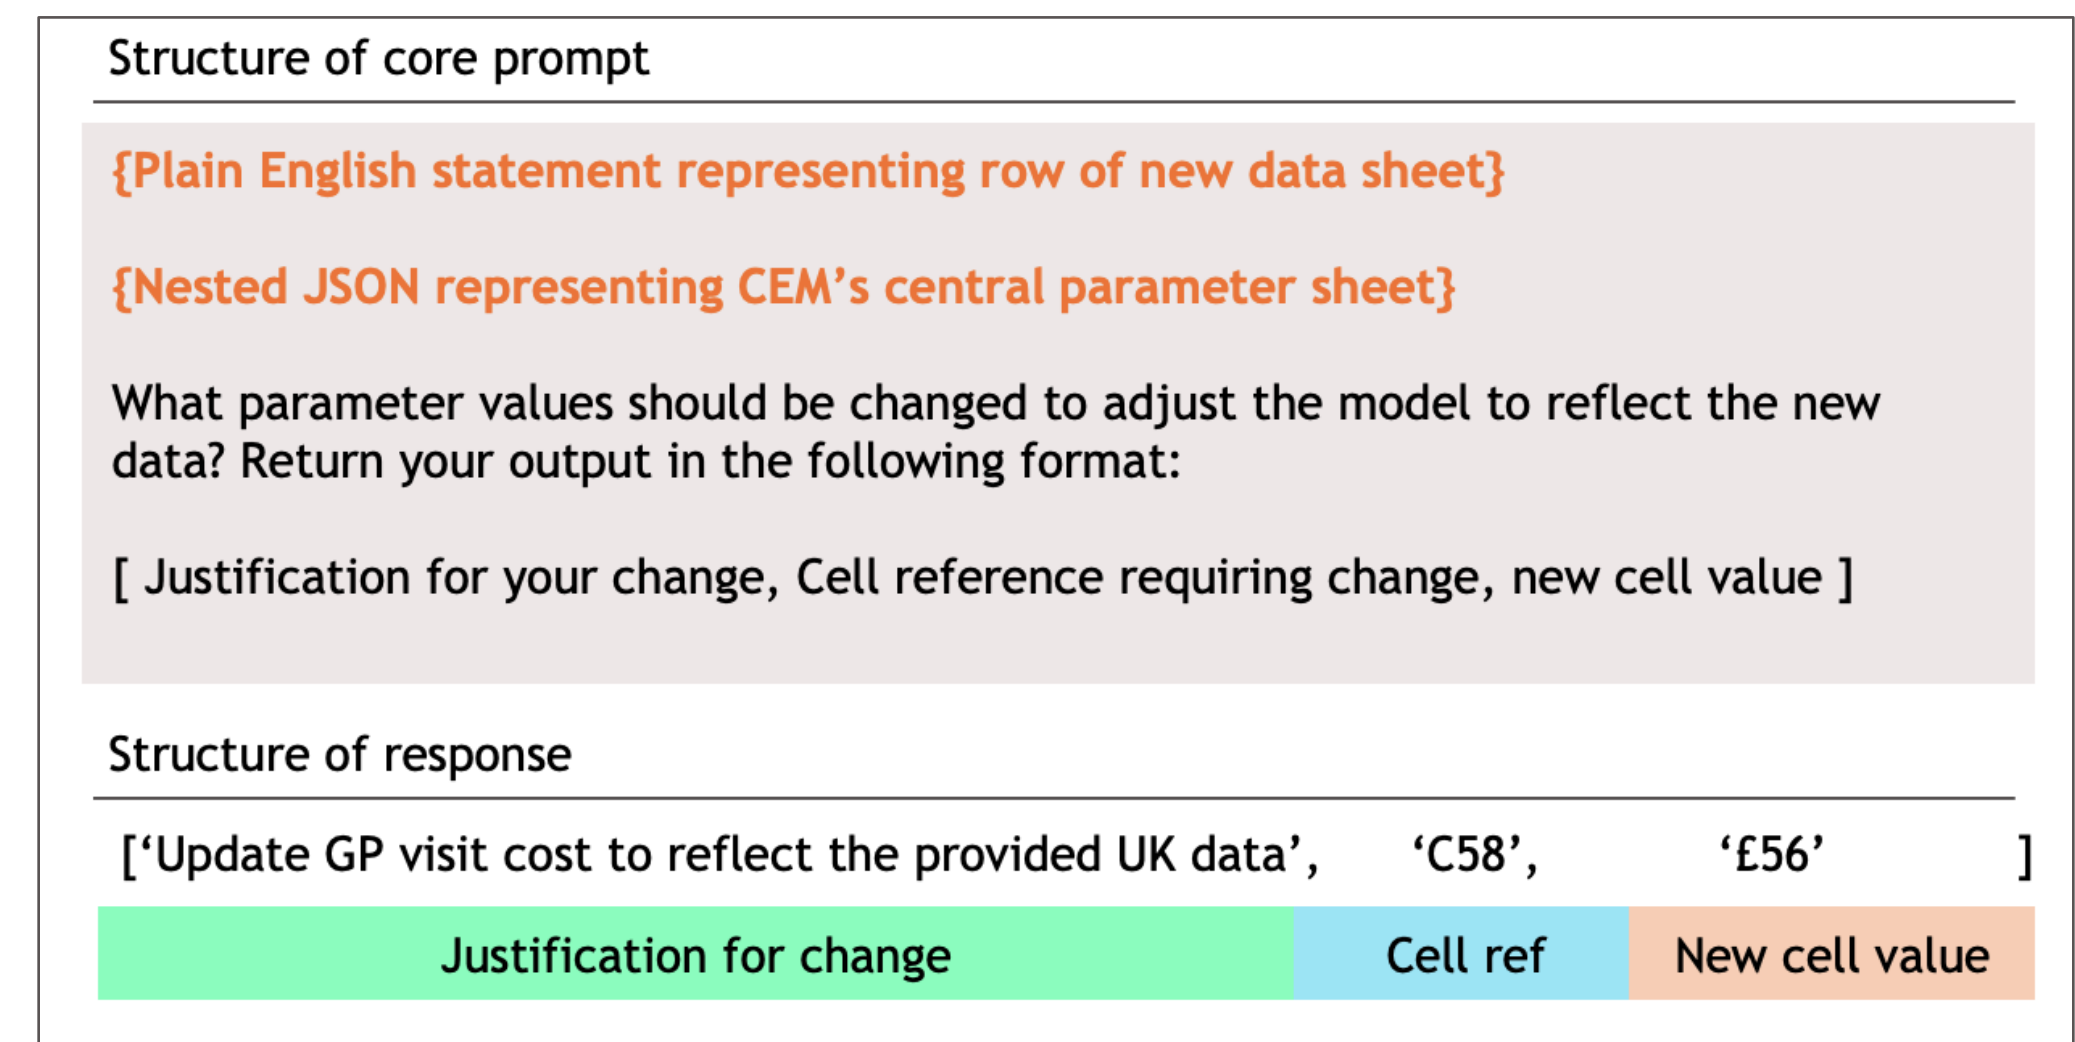 Structure of core prompt
{Plain English statement representing row of new data sheet}
{Nested JSON representing CEM’s central parameter sheet}
What parameter values should be changed to adjust the model to reflect the new
data? Return your output in the following format:
[ Justification for your change, Cell reference requiring change, new cell value ]
Structure of response
[‘Update GP visit cost to reflect the provided UK data’, ‘C58’, ‘£56’ ]
Justification for change Cell ref New cell value